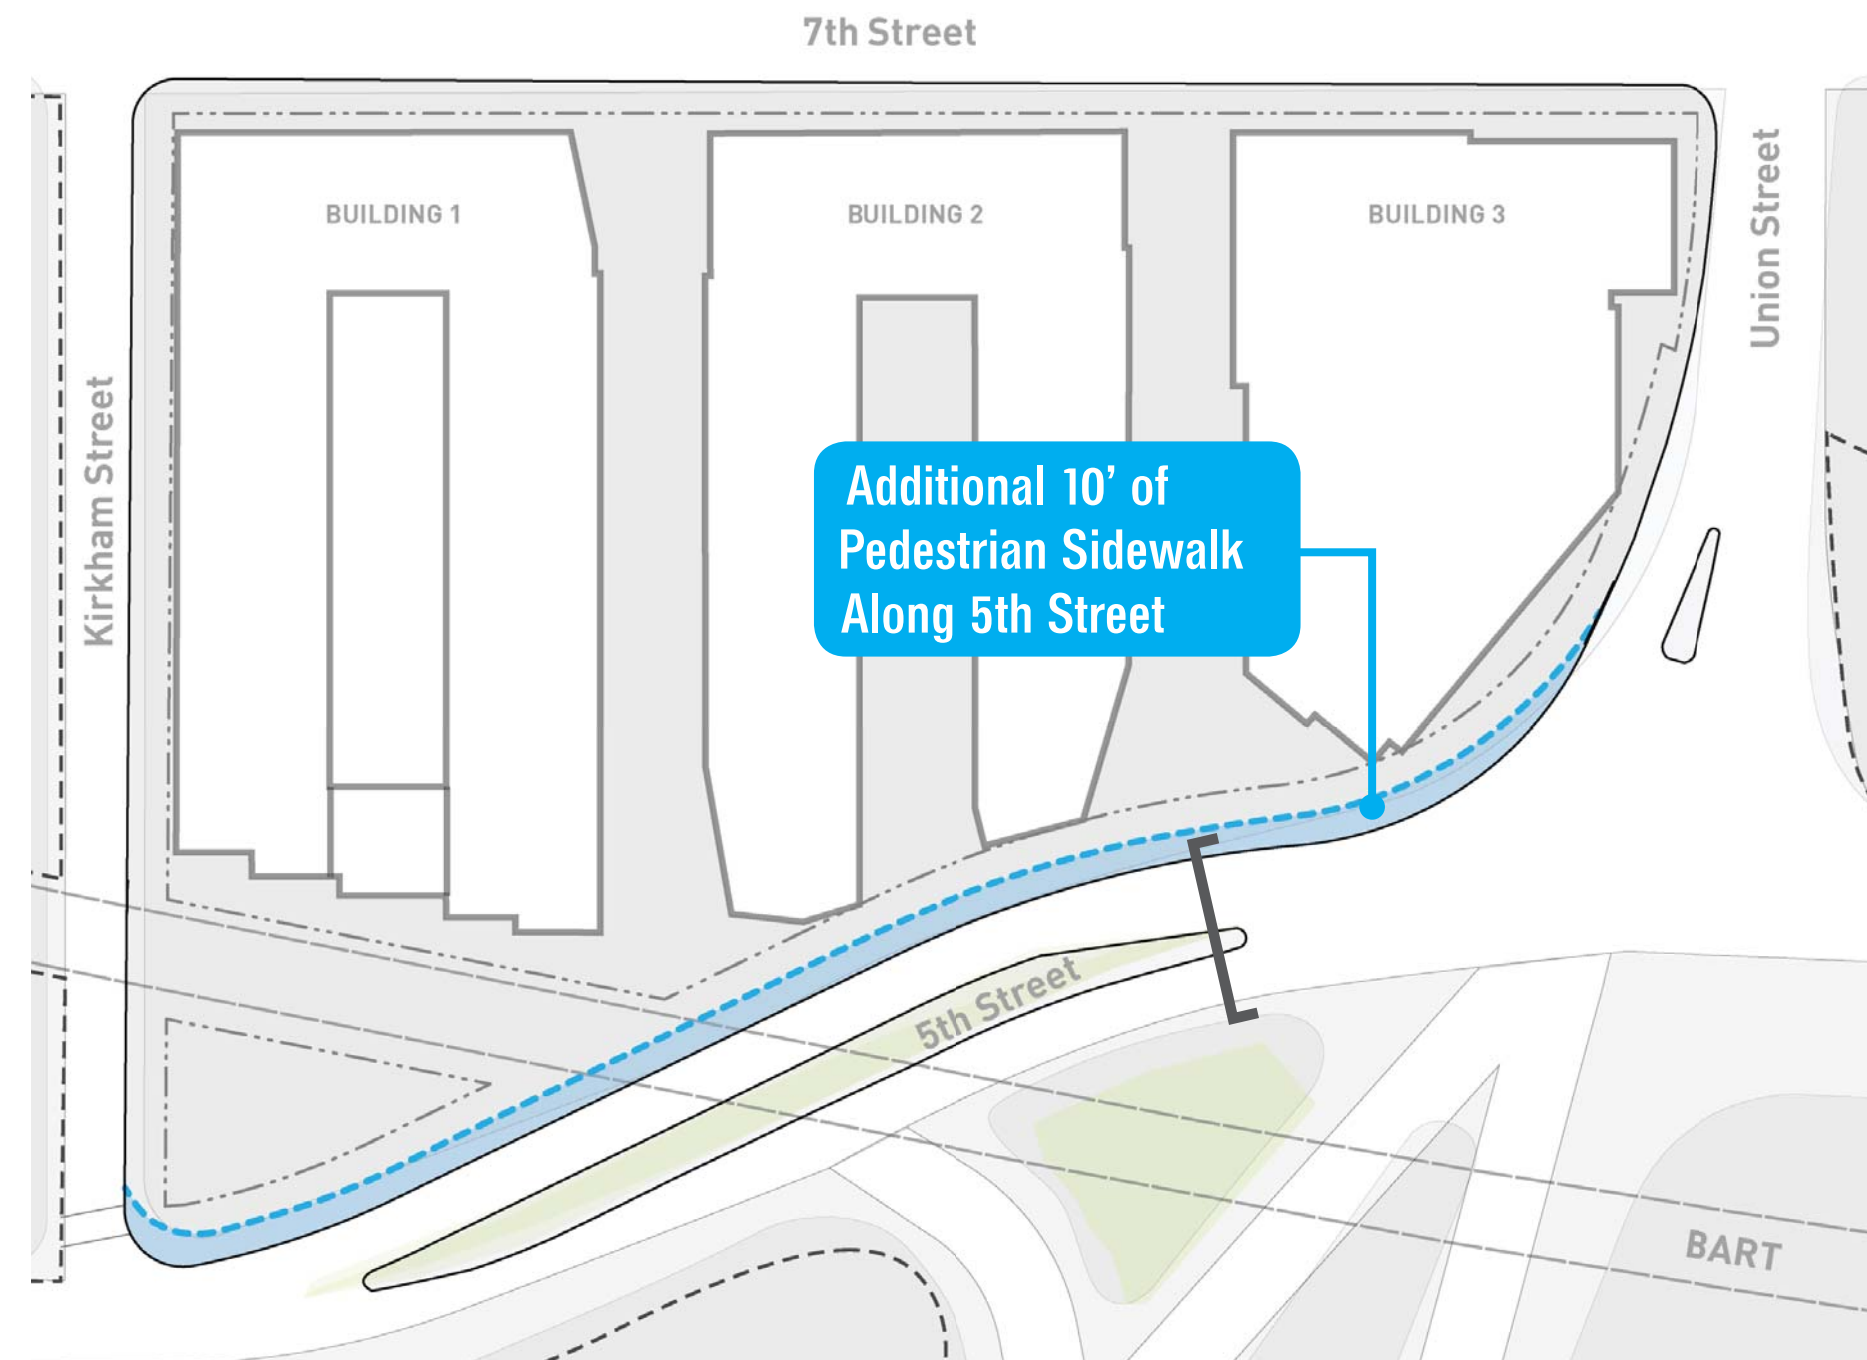 7th Street
BUILDING 1
BUILDING 2
BUILDING 3
Union Street
Kirkham Street
Additional 10’ of
Pedestrian Sidewalk
Along 5th Street
5th Street
BART